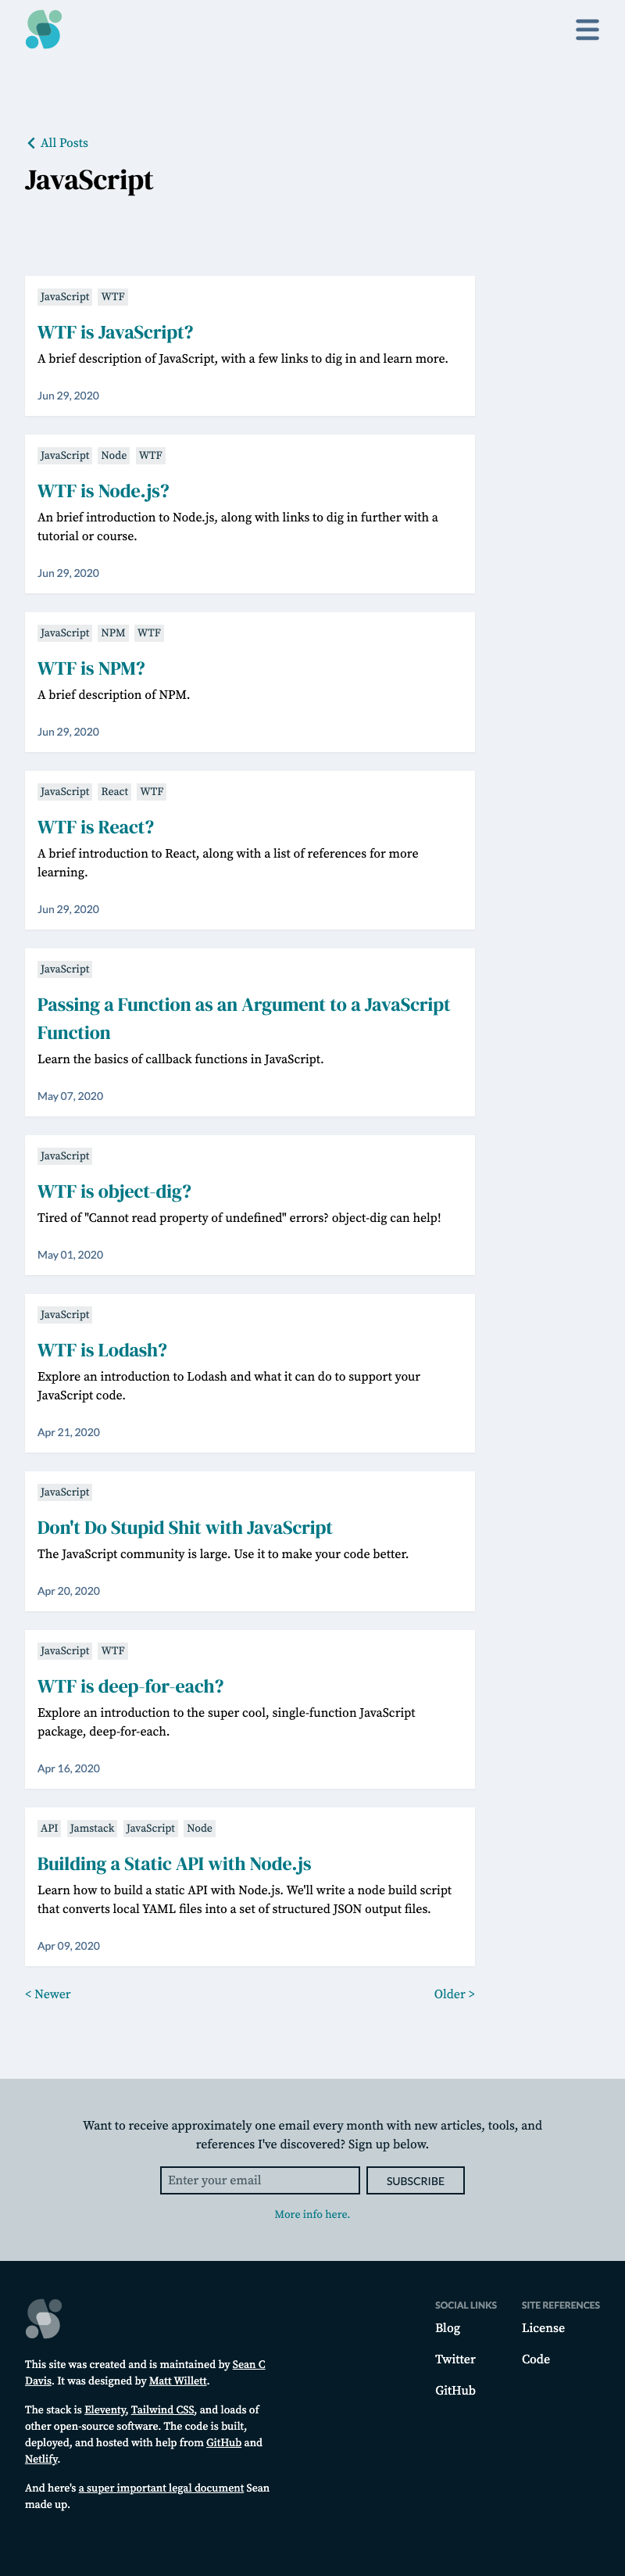 All Posts
JavaScript
JavaScript WTF
WTF is JavaScript?
A brief description of JavaScript, with a few links to dig in and learn more.
Jun 29, 2020
JavaScript Node WTF
WTF is Node.js?
An brief introduction to Node.js, along with links to dig in further with a
tutorial or course.
Jun 29, 2020
JavaScript NPM WTF
WTF is NPM?
A brief description of NPM.
Jun 29, 2020
JavaScript React WTF
WTF is React?
A brief introduction to React, along with a list of references for more
learning.
Jun 29, 2020
JavaScript
Passing a Function as an Argument to a JavaScript
Function
Learn the basics of callback functions in JavaScript.
May 07, 2020
JavaScript
WTF is object-dig?
Tired of "Cannot read property of undefined" errors? object-dig can help!
May 01, 2020
JavaScript
WTF is Lodash?
Explore an introduction to Lodash and what it can do to support your
JavaScript code.
Apr 21, 2020
JavaScript
Don't Do Stupid Shit with JavaScript
The JavaScript community is large. Use it to make your code better.
Apr 20, 2020
JavaScript WTF
WTF is deep-for-each?
Explore an introduction to the super cool, single-function JavaScript
package, deep-for-each.
Apr 16, 2020
API Jamstack JavaScript Node
Building a Static API with Node.js
Learn how to build a static API with Node.js. We'll write a node build script
that converts local YAML files into a set of structured JSON output files.
Apr 09, 2020
< Newer Older >
Want to receive approximately one email every month with new articles, tools, and
references I've discovered? Sign up below.
Enter your email SUBSCRIBE
More info here.
This site was created and is maintained by Sean C
Davis. It was designed by Matt Willett.
The stack is Eleventy, Tailwind CSS, and loads of
other open-source software. The code is built,
deployed, and hosted with help from GitHub and
Netlify.
And here's a super important legal document Sean
made up.
SOCIAL LINKS
Blog
Twitter
GitHub
SITE REFERENCES
License
Code